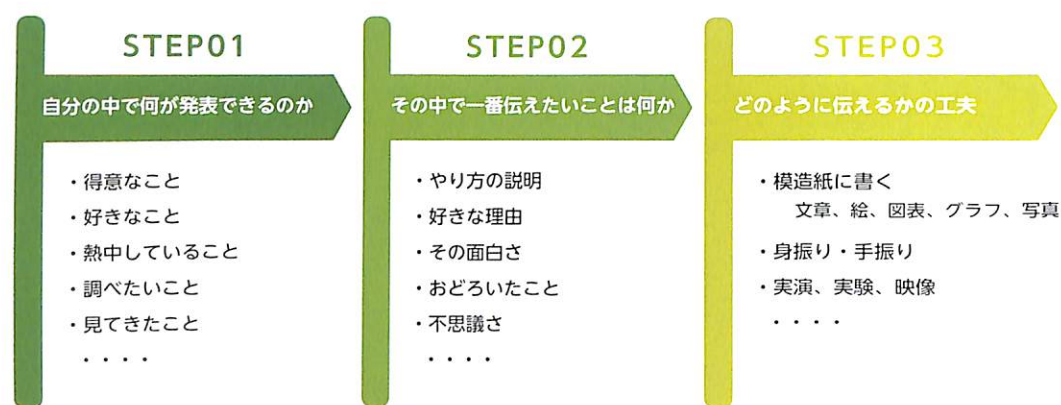 STEP01
自分の中で何が発表できるのか
・得意なこと
・好きなこと
・熱中していること
・調べたいこと
・見てきたこと
・・・・
STEP02
その中で一番伝えたいことは何か
・やり方の説明
・好きな理由
・その面白さ
・おどろいたこと
・不思議さ
・・・・
STEP03
どのように伝えるかの工夫
・模造紙に書く
文章、絵、図表、グラフ、写真
・身振り・手振り
・実演、実験、映像
・・・・